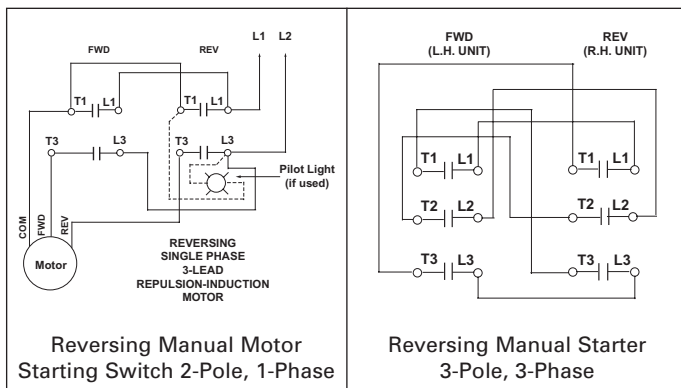 FWD
REV
L1
L2
T1
L1
T1
L1
T3
L3
T3
L3
Pilot Light
(if used)
COM
FWD
REV
Motor
REVERSING
SINGLE PHASE
3-LEAD
REPULSION-INDUCTION
MOTOR
Reversing Manual Motor
Starting Switch 2-Pole, 1-Phase
FWD
(L.H. UNIT)
REV
(R.H. UNIT)
T1
L1
T1
L1
T2
L2
T2
L2
T3
L3
T3
L3
Reversing Manual Starter
3-Pole, 3-Phase